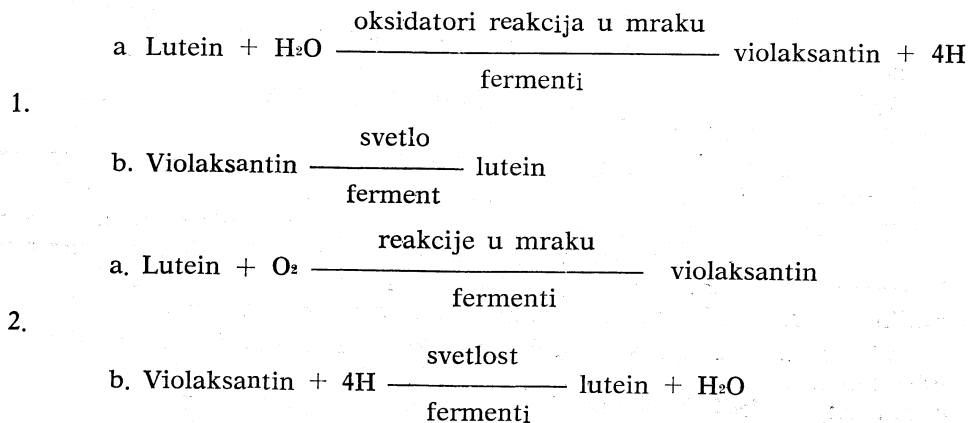 oksidatori reakcija u mraku
a Lutein + H₂O ———— violaksantin + 4H
fermenti
1.
svetlo
b. Violaksantin ———— lutein
ferment
reakcije u mraku
a. Lutein + O₂ ———— violaksantin
fermenti
2.
svetlost
b. Violaksantin + 4H ———— lutein + H₂O
fermenti